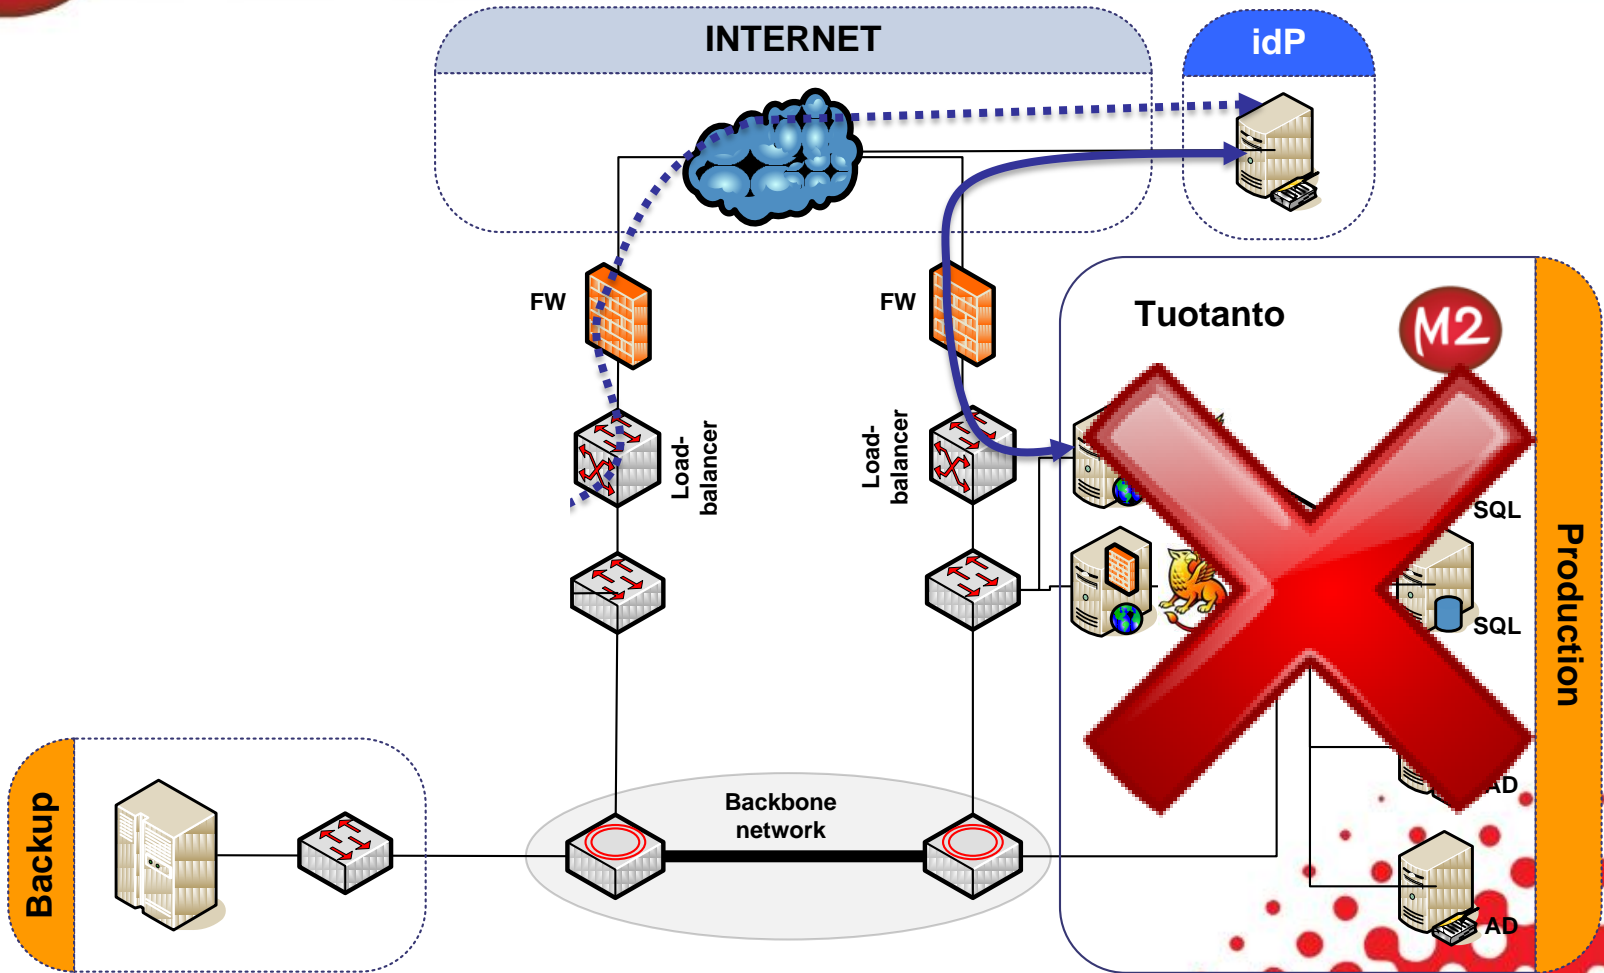 INTERNET
idP
FW
FW
Tuotanto
M2
Load-
balancer
Load-
balancer
SQL
SQL
Production
Backup
Backbone
network
AD
AD